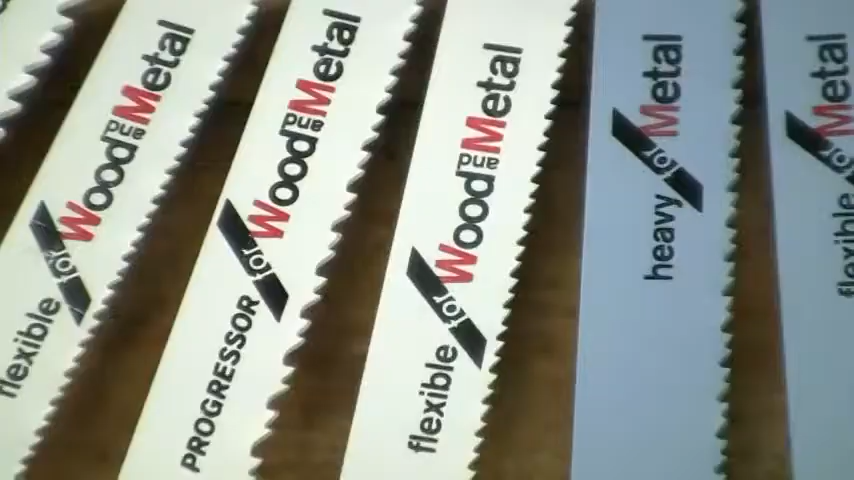 flexible for Wood and Metal
PROGRESSOR for Wood and Metal
flexible for Wood and Metal
heavy for Metal
flexible for Metal